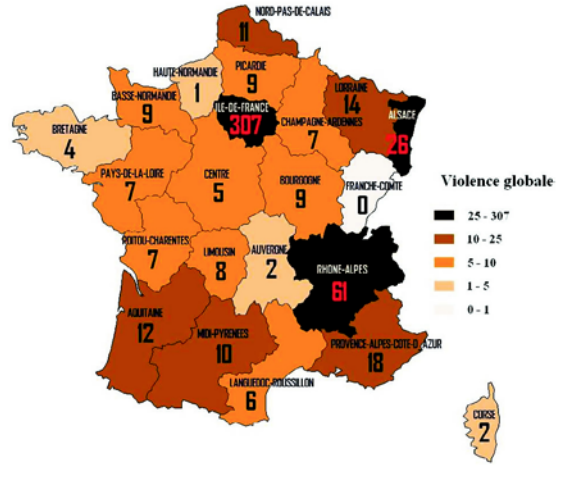 NORD-PAS-DE-CALAIS
11
HAUTE-NORMANDIE
1
PICARDIE
9
BASSE-NORMANDIE
9
ILE-DE-FRANCE
307
LORRAINE
14
ALSACE
26
CHAMPAGNE-ARDENNES
7
BRETAGNE
4
PAYS-DE-LA-LOIRE
7
CENTRE
5
BOURGOGNE
9
FRANCHE-COMTE
0
Violence globale
25 - 307
10 - 25
5 - 10
1 - 5
0 - 1
POITOU-CHARENTES
7
LIMOUSIN
8
AUVERGNE
2
RHONE-ALPES
61
AQUITAINE
12
MIDI-PYRENEES
10
PROVENCE-ALPES-COTE-D_AZUR
18
LANGUEDOC-ROUSSILLON
6
CORSE
2